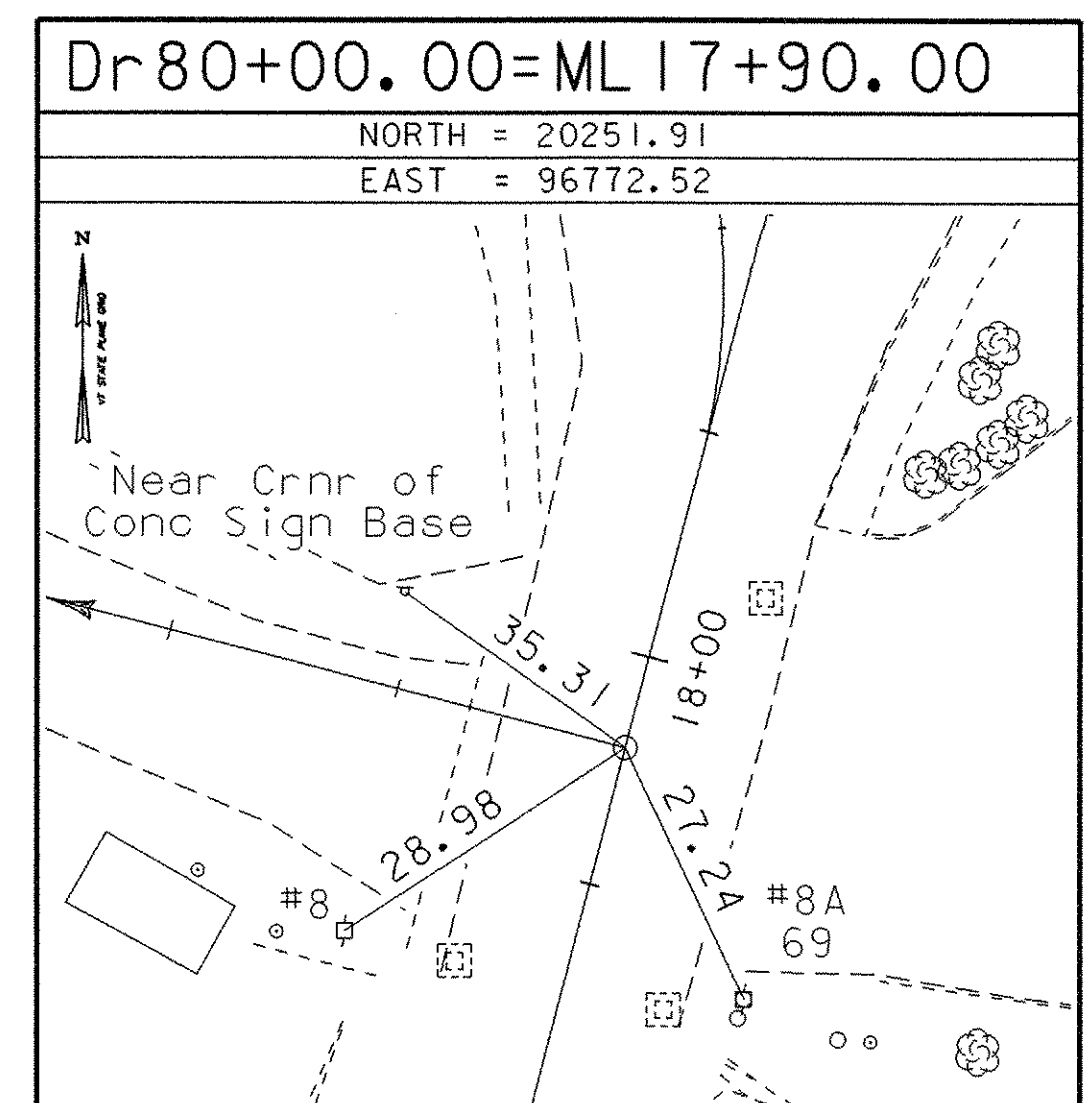 Dr80+00.00=ML17+90.00
NORTH = 20251.91
EAST = 96772.52
N
VT STATE PLANE GRID
Near Crnr of
Conc Sign Base
35.31
18+00
28.98
27.24
#8
#8A
69